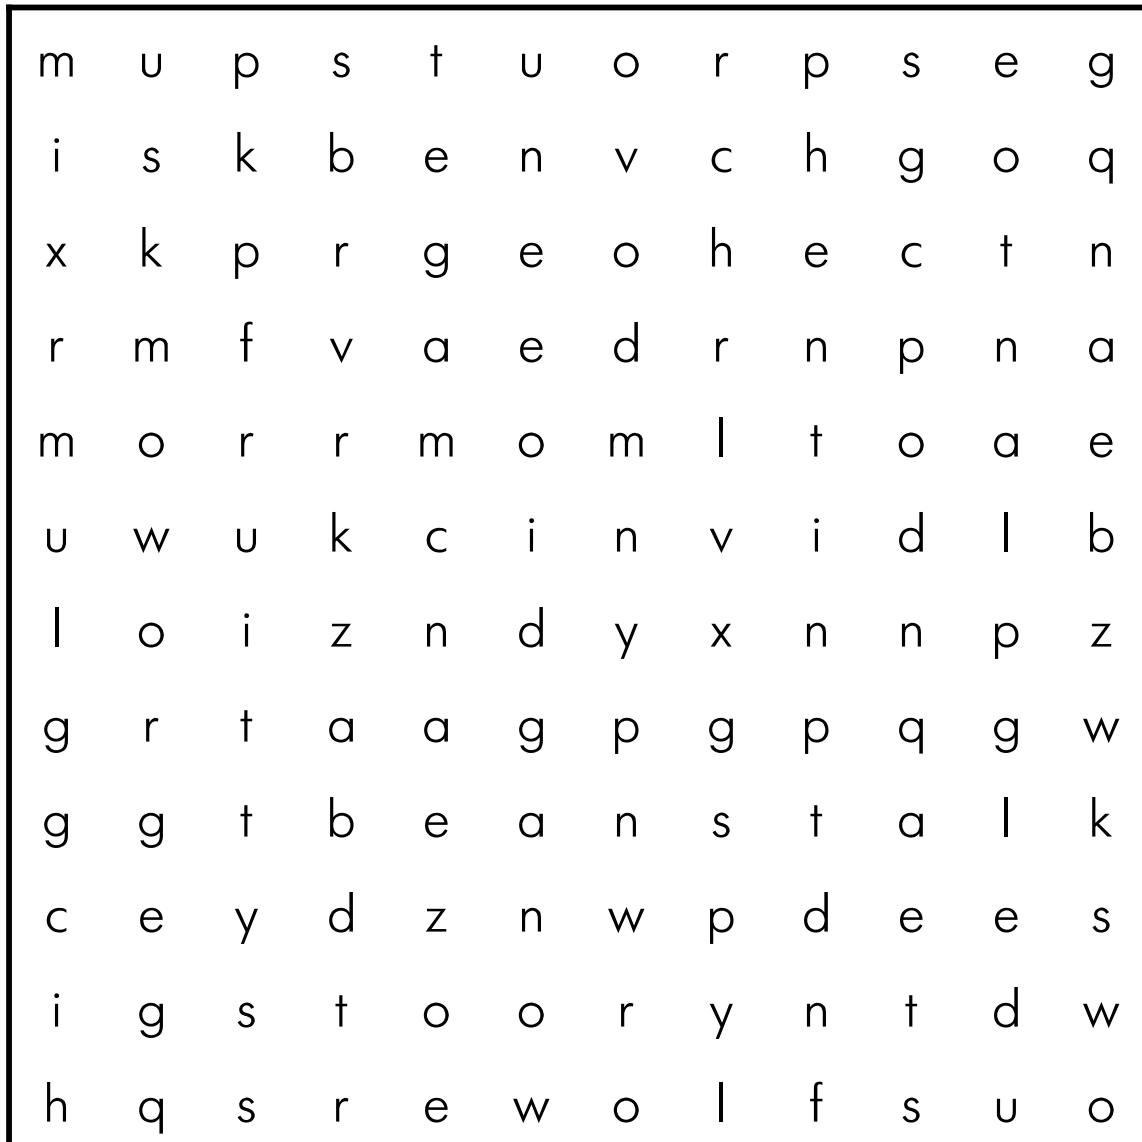 m u p s t u o r p s e g
i s k b e n v c h g o q
x k p r g e o h e c t n
r m f v a e d r n p n a
m o r r m o m l t o a e
u w u k c i n v i d l b
l o i z n d y x n n p z
g r t a a g p g p q g w
g g t b e a n s t a l k
c e y d z n w p d e e s
i g s t o o r y n t d w
h q s r e w o l f s u o